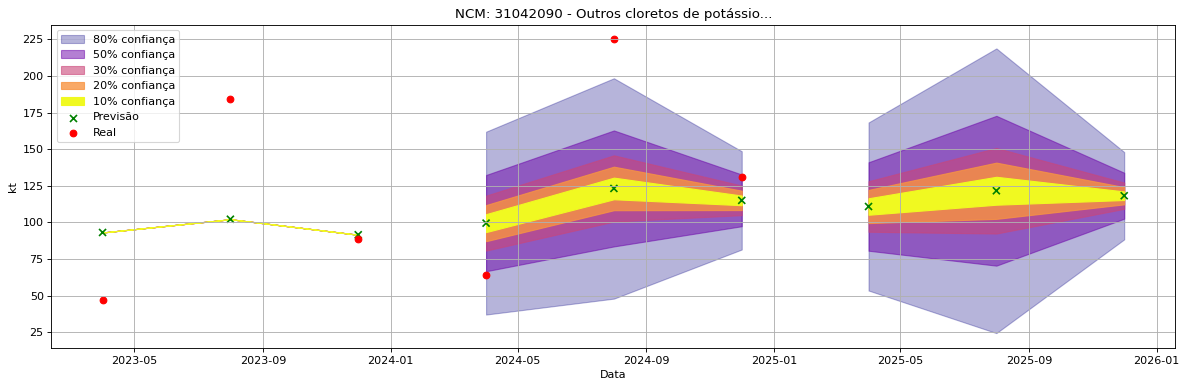 NCM: 31042090 - Outros cloretos de potássio...
225
200
175
150
125
100
75
50
25
kt
80% confiança
50% confiança
30% confiança
20% confiança
10% confiança
Previsão
Real
2023-05
2023-09
2024-01
2024-05
2024-09
2025-01
2025-05
2025-09
2026-01
Data